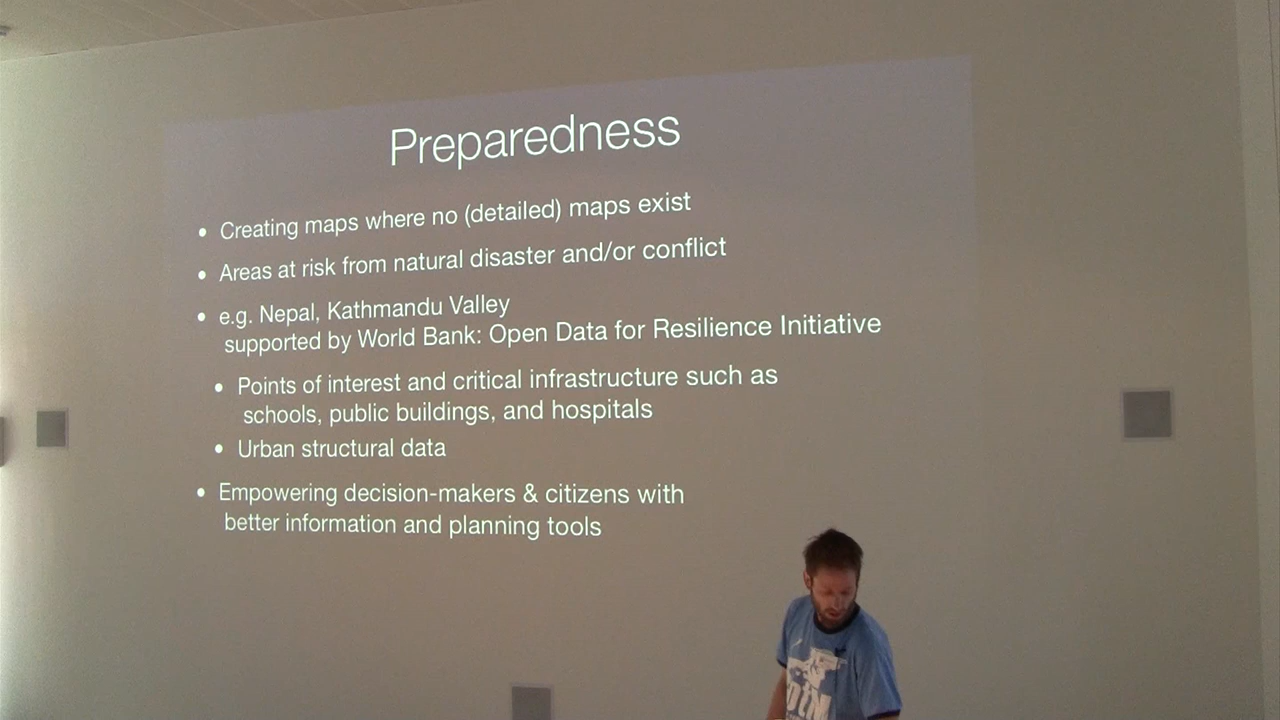 Preparedness
• Creating maps where no (detailed) maps exist
• Areas at risk from natural disaster and/or conflict
• e.g. Nepal, Kathmandu Valley
supported by World Bank: Open Data for Resilience Initiative
• Points of interest and critical infrastructure such as
schools, public buildings, and hospitals
• Urban structural data
• Empowering decision-makers & citizens with
better information and planning tools